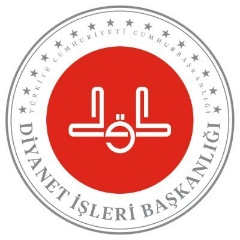 TÜRKİYE CUMHURİYETİ CUMHURBAŞKANLIĞI
DİYANET İŞLERİ BAŞKANLIĞI